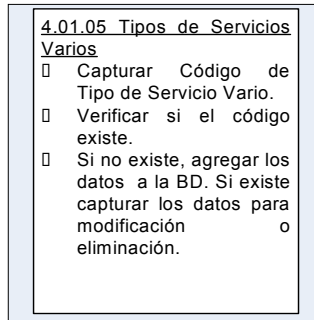 4.01.05 Tipos de Servicios
Varios
▯ Capturar Código de
Tipo de Servicio Vario.
▯ Verificar si el código
existe.
▯ Si no existe, agregar los
datos a la BD. Si existe
capturar los datos para
modificación o
eliminación.